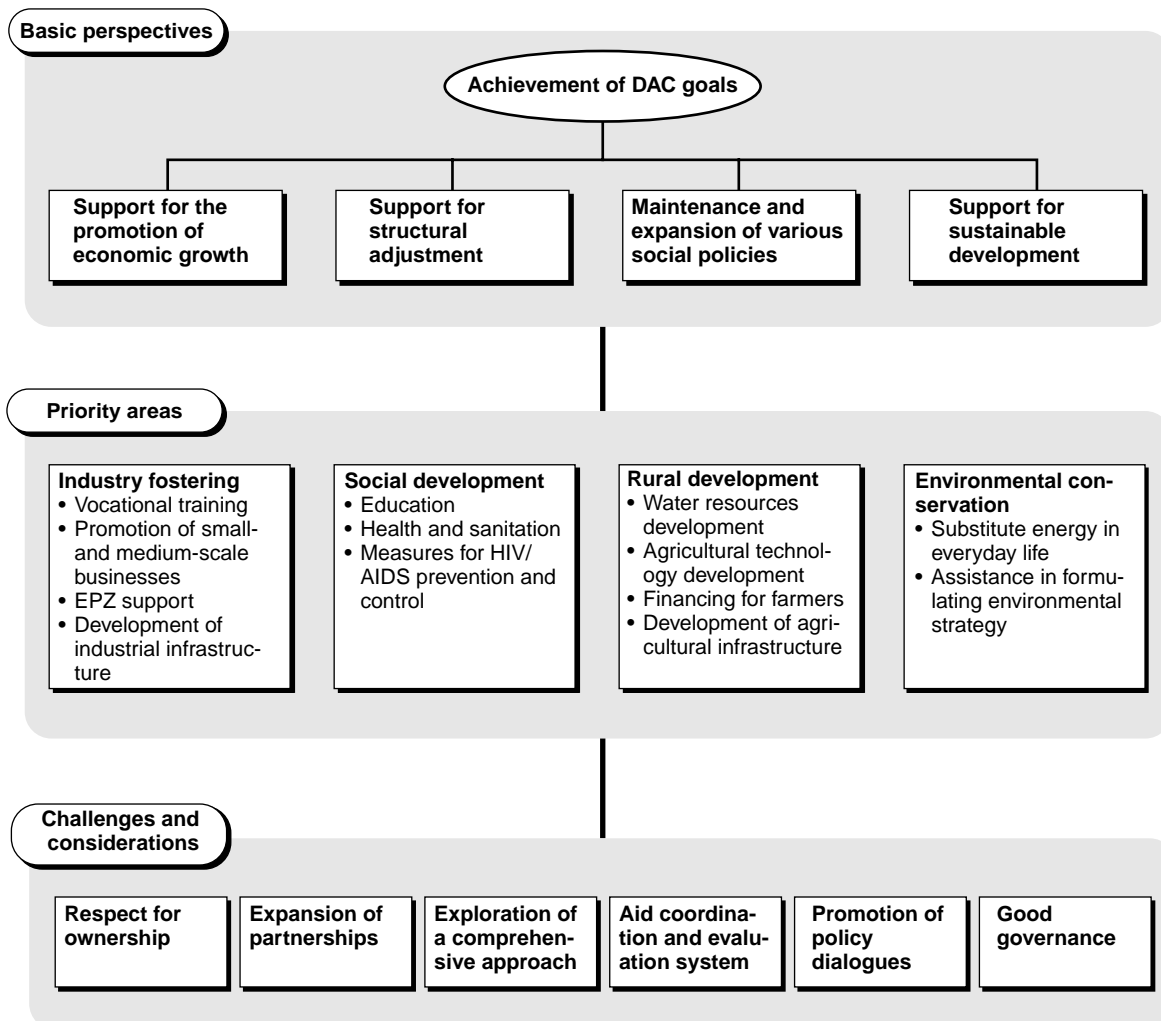 Basic perspectives
Achievement of DAC goals
Support for the
promotion of
economic growth
Support for
structural
adjustment
Maintenance and
expansion of various
social policies
Support for
sustainable
development
Priority areas
Industry fostering
• Vocational training
• Promotion of small-
and medium-scale
businesses
• EPZ support
• Development of
industrial infrastruc-
ture
Social development
• Education
• Health and sanitation
• Measures for HIV/
AIDS prevention and
control
Rural development
• Water resources
development
• Agricultural technol-
ogy development
• Financing for farmers
• Development of agri-
cultural infrastructure
Environmental con-
servation
• Substitute energy in
everyday life
• Assistance in formu-
lating environmental
strategy
Challenges and
considerations
Respect for
ownership
Expansion of
partnerships
Exploration of
a comprehen-
sive approach
Aid coordina-
tion and evalu-
ation system
Promotion of
policy
dialogues
Good
governance